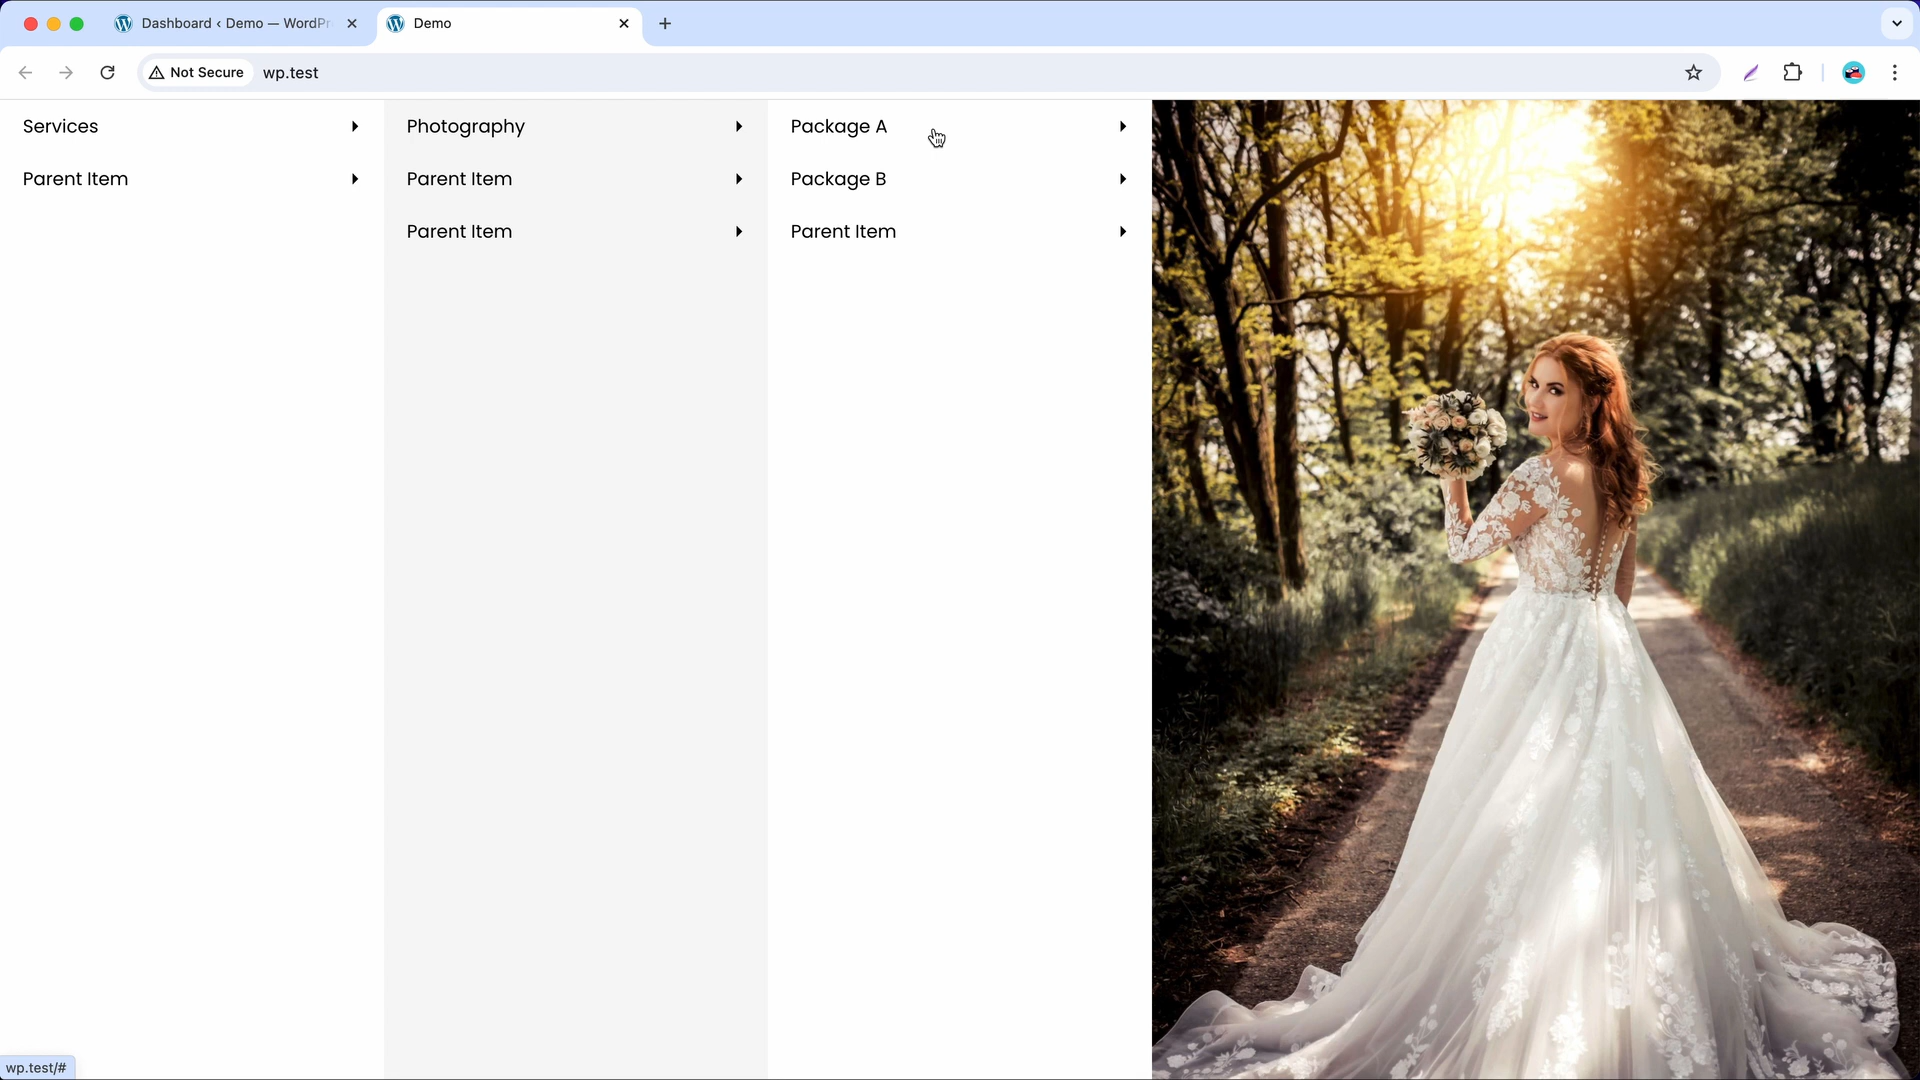 Dashboard ‹ Demo — WordPr
Demo
Not Secure
wp.test
Services
Parent Item
Photography
Parent Item
Parent Item
Package A
Package B
Parent Item
wp.test/#